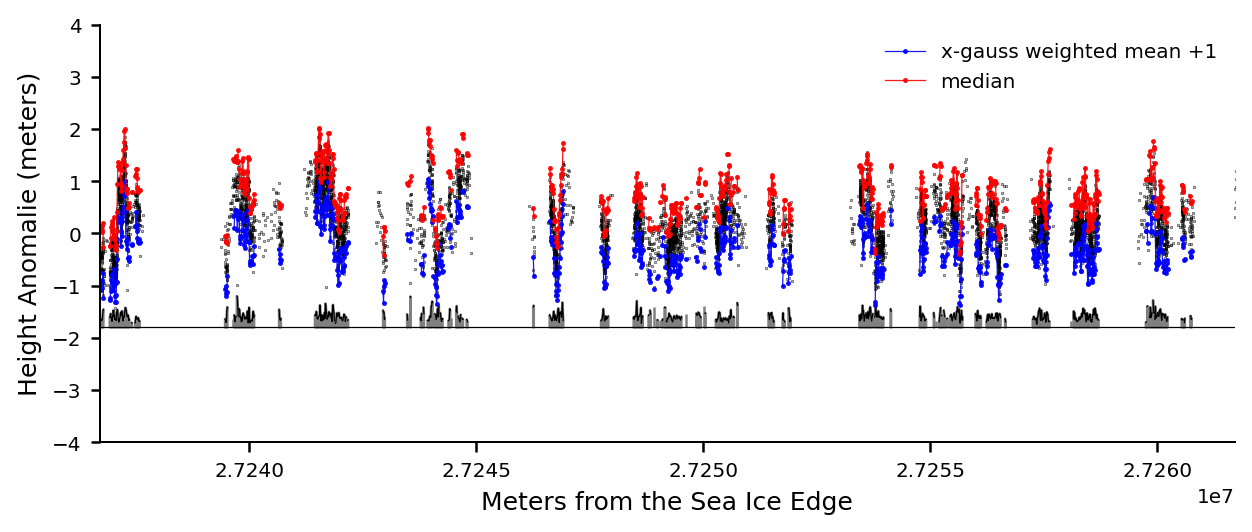 Height Anomalie (meters)
4
3
2
1
0
−1
−2
−3
−4
x-gauss weighted mean +1
median
2.7240 2.7245 2.7250 2.7255 2.7260
1e7
Meters from the Sea Ice Edge